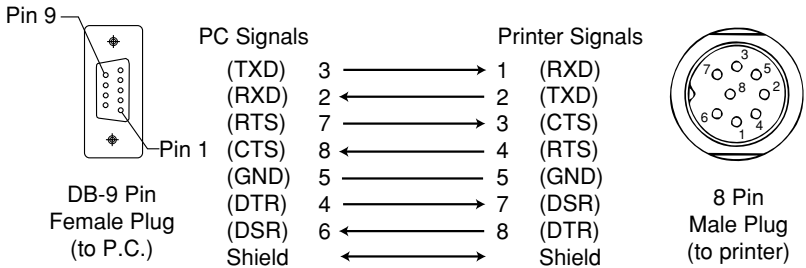 Pin 9
PC Signals Printer Signals
(TXD) 3 1 (RXD)
(RXD) 2 2 (TXD)
(RTS) 7 3 (CTS)
(CTS) 8 4 (RTS)
(GND) 5 5 (GND)
(DTR) 4 7 (DSR)
(DSR) 6 8 (DTR)
Shield Shield
Pin 1
DB-9 Pin
Female Plug
(to P.C.)
3
7 5
8 2
6 4
1
8 Pin
Male Plug
(to printer)